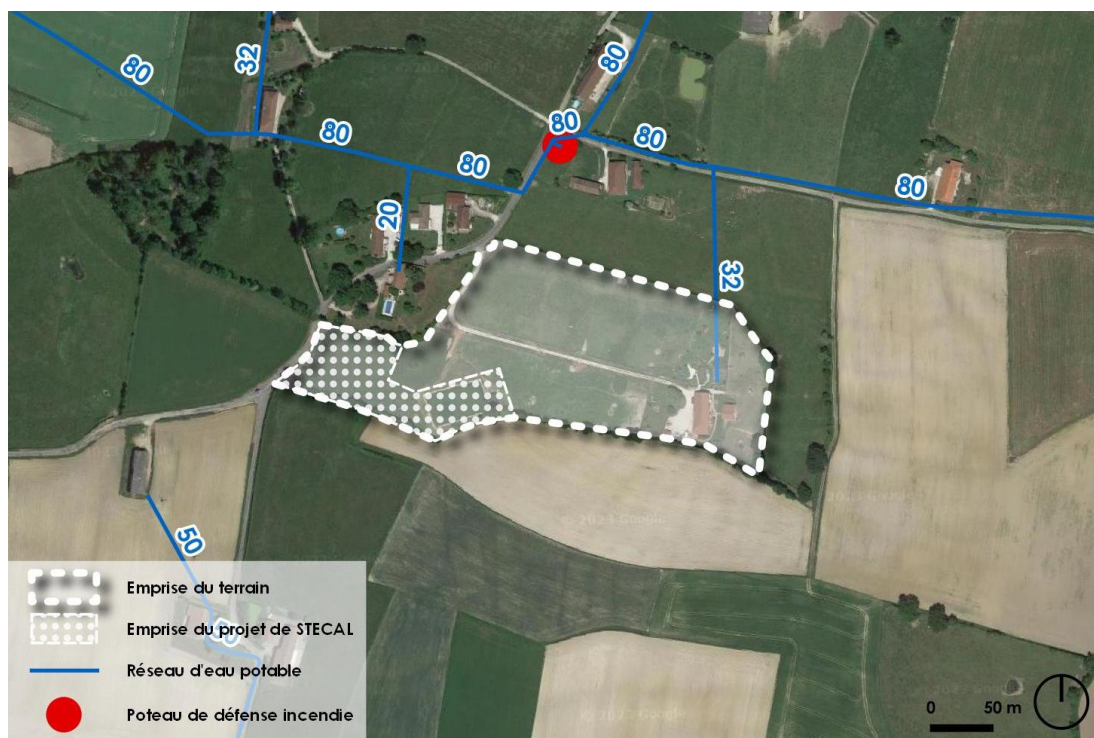 80
32
80
80
80
80
80
80
20
32
50
Emprise du terrain
Emprise du projet de STECAL
Réseau d'eau potable
Poteau de défense incendie
0 50 m